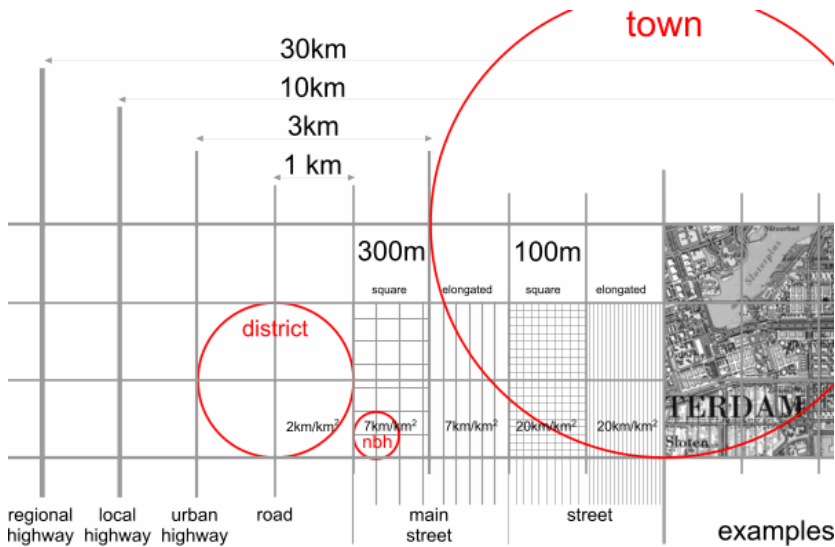 town
30km
10km
3km
1 km
300m 100m
square elongated square elongated
district
2km/km² 7km/km² 7km/km² 20km/km² 20km/km²
nbh
TERDAM
Sloten
Sloterplas
regional highway
local highway
urban highway
road
main street
street
examples